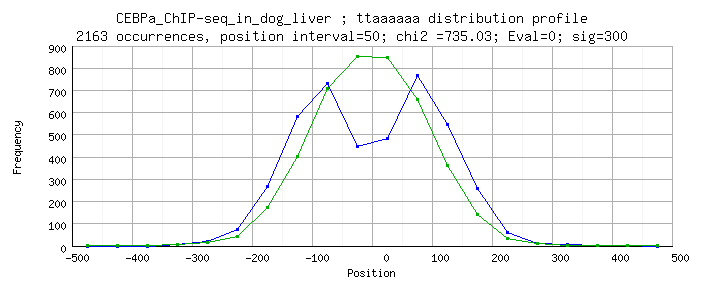 CEBPa_ChIP-seq_in_dog_liver ; ttaaaaaa distribution profile
2163 occurrences, position interval=50; chi2 =735.03; Eval=0; sig=300
900
800
700
600
500
400
300
200
100
0
Frequency
-500 -400 -300 -200 -100 0 100 200 300 400 500
Position